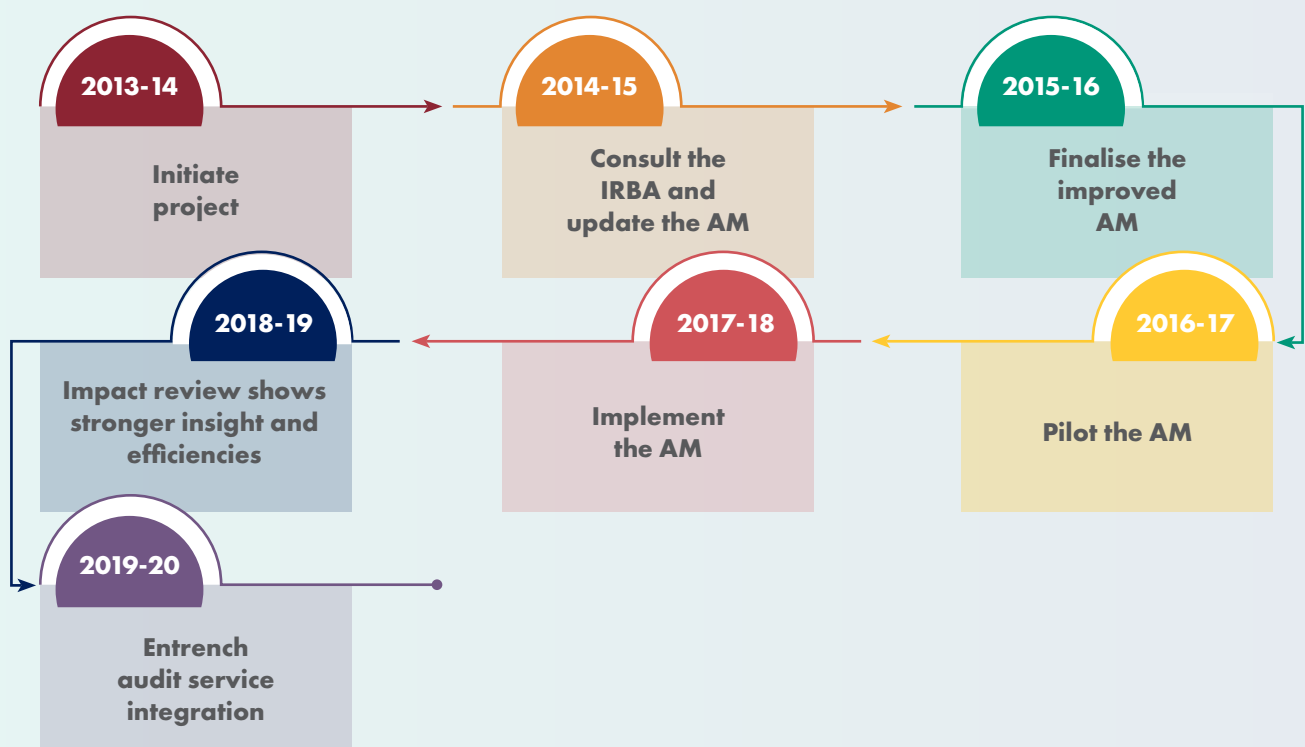 2013-14
Initiate
project
2014-15
Consult the
IRBA and
update the AM
2015-16
Finalise the
improved
AM
2016-17
Pilot the AM
2017-18
Implement
the AM
2018-19
Impact review shows
stronger insight and
efficiencies
2019-20
Entrench
audit service
integration